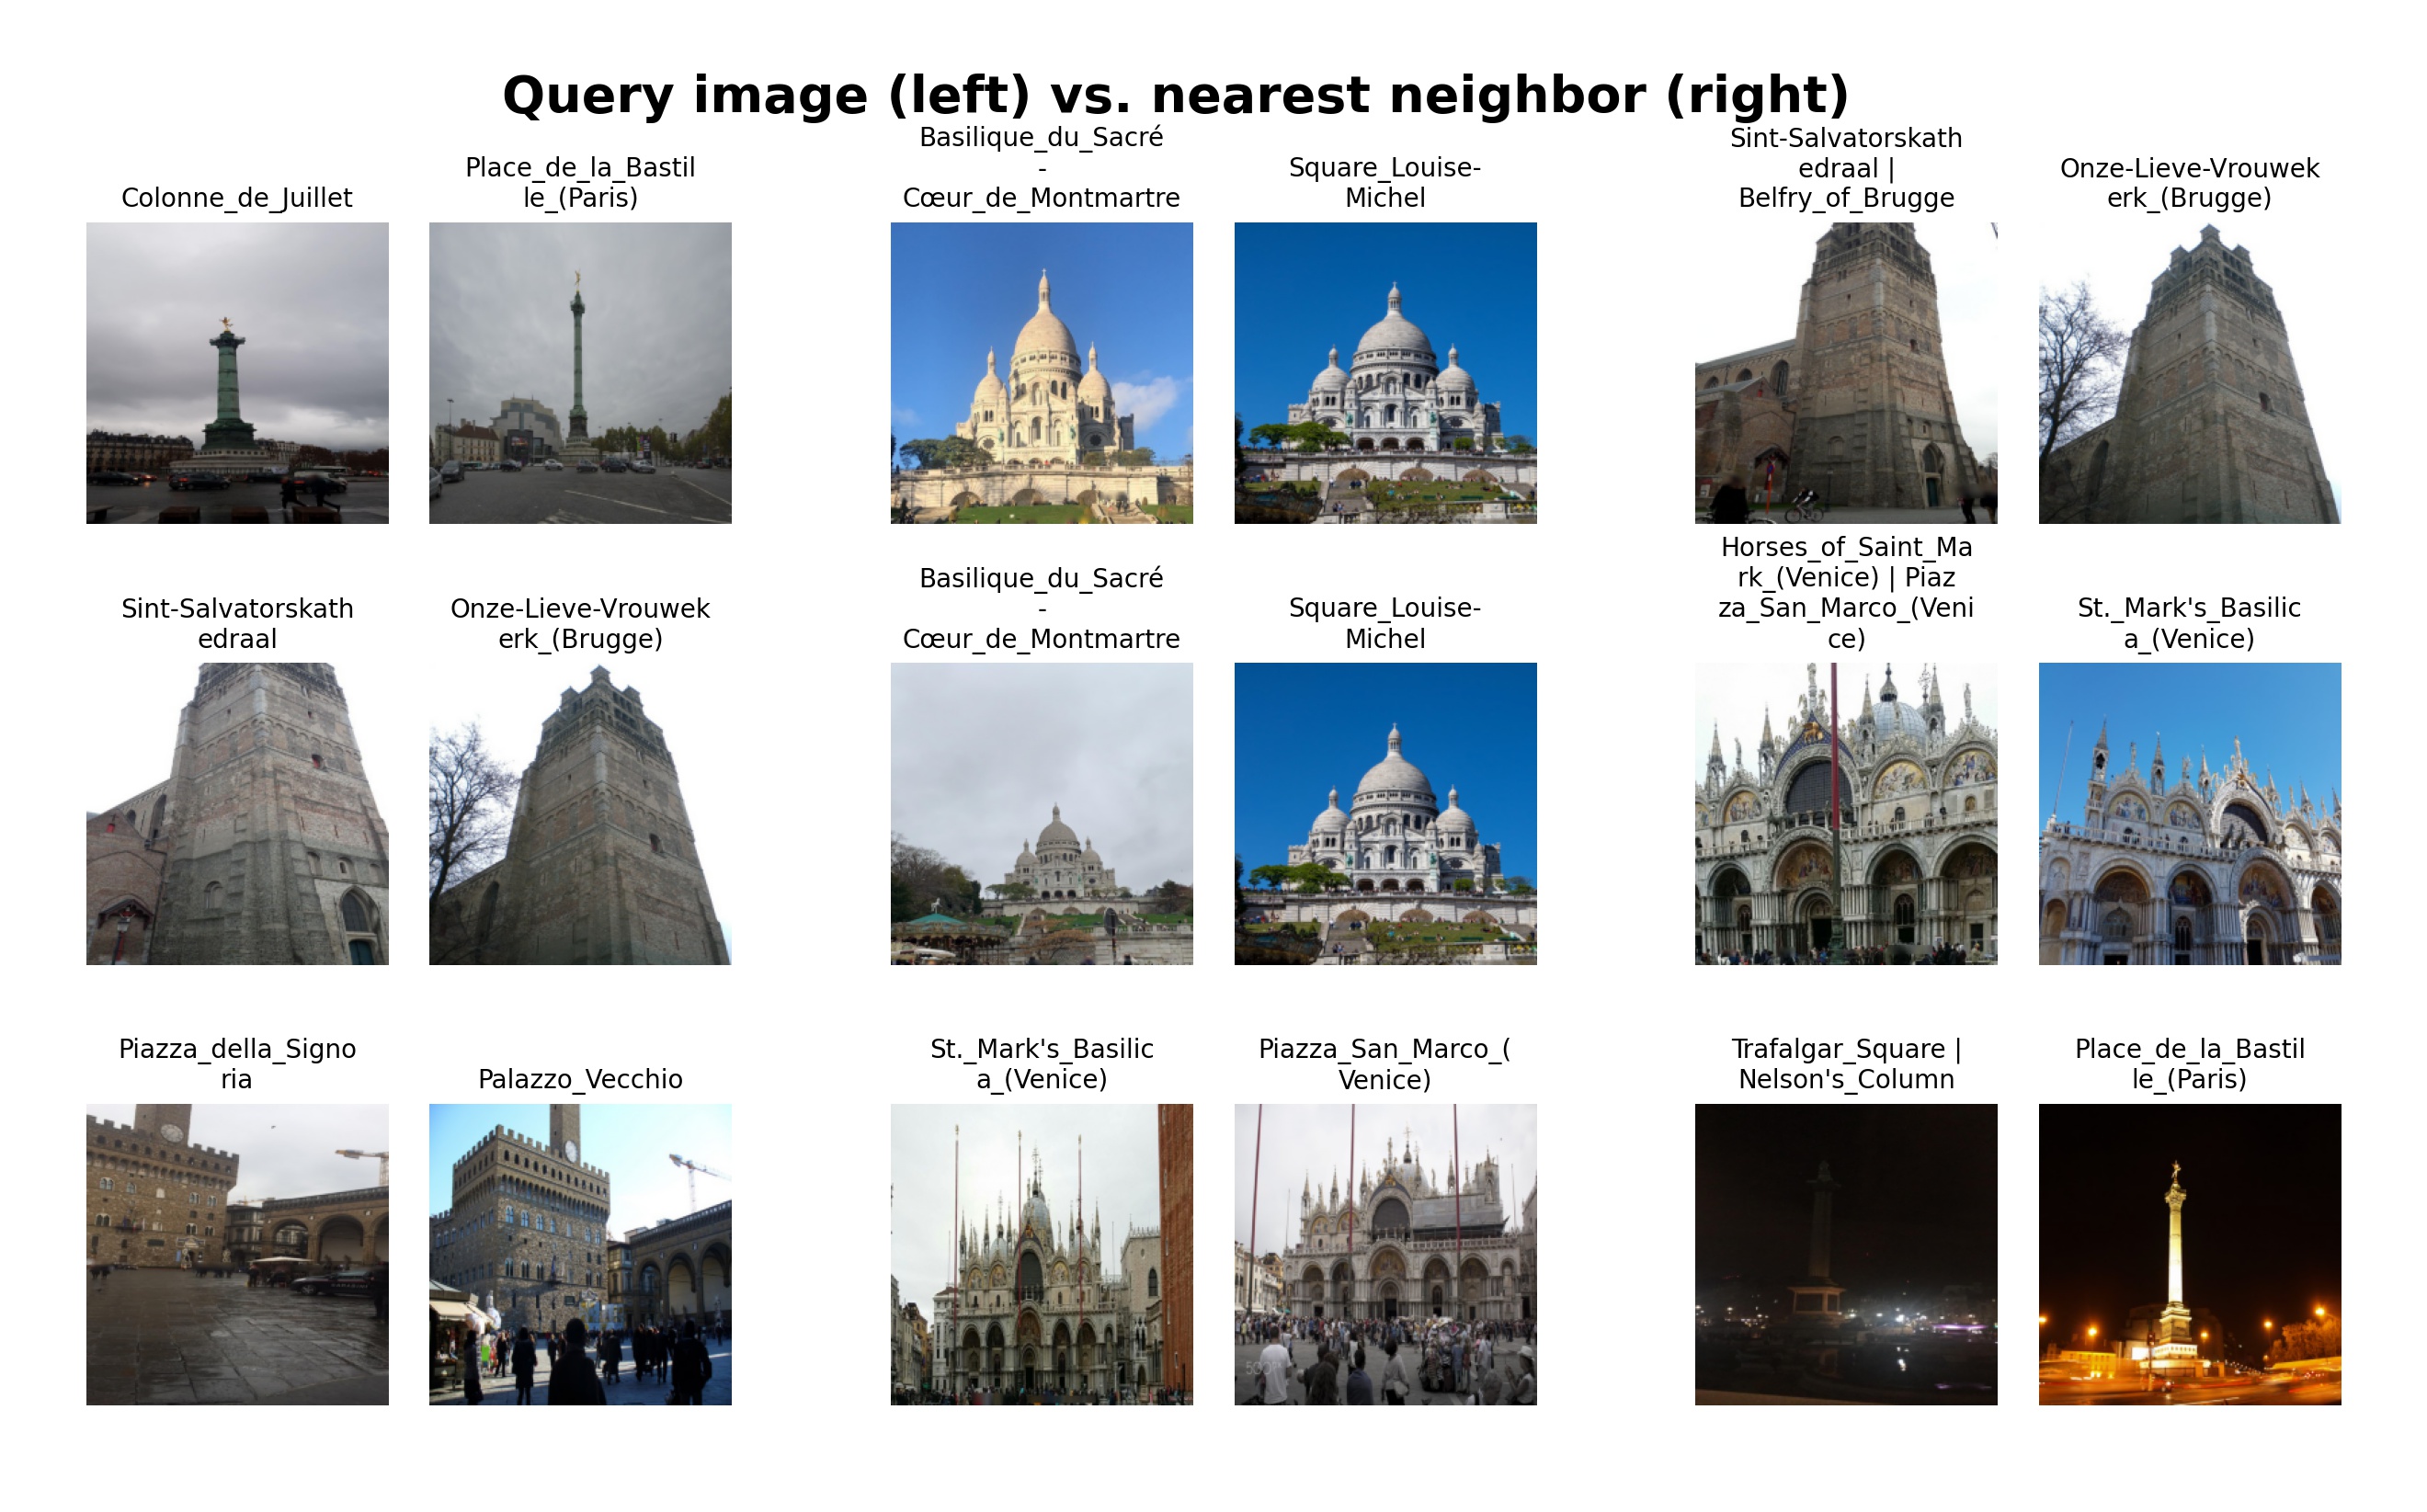 Query image (left) vs. nearest neighbor (right)
Colonne_de_Juillet
Place_de_la_Bastil
le_(Paris)
Basilique_du_Sacré
-
Cœur_de_Montmartre
Square_Louise-
Michel
Sint-Salvatorskath
edraal |
Belfry_of_Brugge
Onze-Lieve-Vrouwek
erk_(Brugge)
Sint-Salvatorskath
edraal
Onze-Lieve-Vrouwek
erk_(Brugge)
Basilique_du_Sacré
-
Cœur_de_Montmartre
Square_Louise-
Michel
Horses_of_Saint_Ma
rk_(Venice) | Piaz
za_San_Marco_(Veni
ce)
St._Mark's_Basilic
a_(Venice)
Piazza_della_Signo
ria
Palazzo_Vecchio
St._Mark's_Basilic
a_(Venice)
Piazza_San_Marco_(
Venice)
Trafalgar_Square |
Nelson's_Column
Place_de_la_Bastil
le_(Paris)